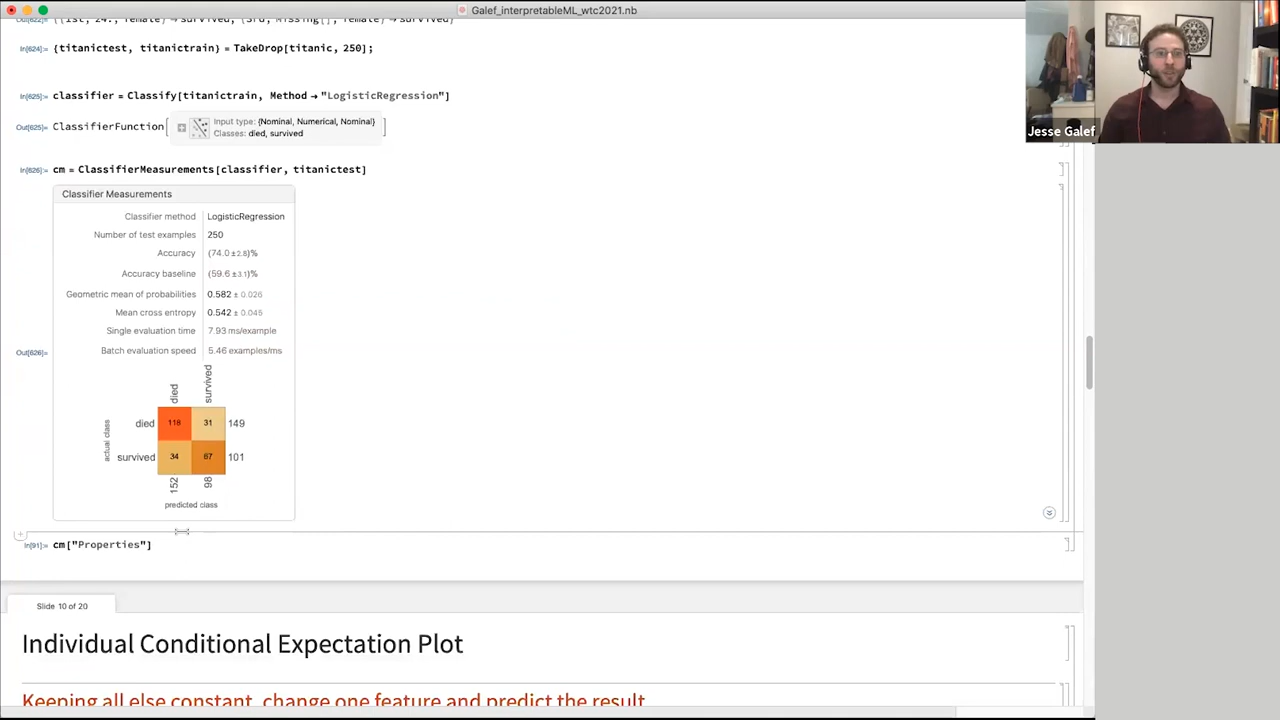 Galef_interpretableML_wtc2021.nb
In[624]:= {titanictest, titanictrain} = TakeDrop[titanic, 250];
In[625]:= classifier = Classify[titanictrain, Method → "LogisticRegression"]
Out[625]= ClassifierFunction[ Input type: {Nominal, Numerical, Nominal}
Classes: died, survived ]
In[626]:= cm = ClassifierMeasurements[classifier, titanictest]
Classifier Measurements
Classifier method LogisticRegression
Number of test examples 250
Accuracy (74.0 ± 2.8)%
Accuracy baseline (59.6 ± 3.1)%
Geometric mean of probabilities 0.582 ± 0.026
Mean cross entropy 0.542 ± 0.045
Single evaluation time 7.93 ms/example
Out[626]= Batch evaluation speed 5.46 examples/ms
died survived
actual class
died 118 31 149
survived 34 67 101
152 98
predicted class
In[91]:= cm["Properties"]
Slide 10 of 20
Individual Conditional Expectation Plot
Keeping all else constant, change one feature and predict the result
Jesse Galef